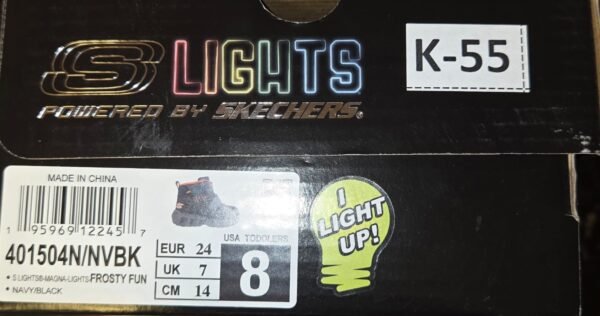 S LIGHTS
POWERED BY SKECHERS®
K-55
MADE IN CHINA
1 95969 12245 7
401504N/NVBK
• S LIGHTS®-MAGNA-LIGHTS-FROSTY FUN
• NAVY/BLACK
EUR 24
UK 7
CM 14
USA TODDLERS
8
I
LIGHT
UP!